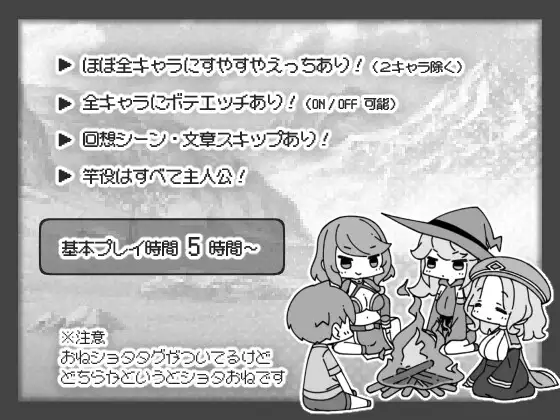 ▶ ほぼ全キャラにすやすやえっちあり！（２キャラ除く）
▶ 全キャラにボテエッチあり！（ON / OFF 可能）
▶ 回想シーン・文章スキップあり！
▶ 竿役はすべて主人公！
基本プレイ時間 5 時間～
※注意
おねショタタグがついてるけど
どちらかというとショタおねです